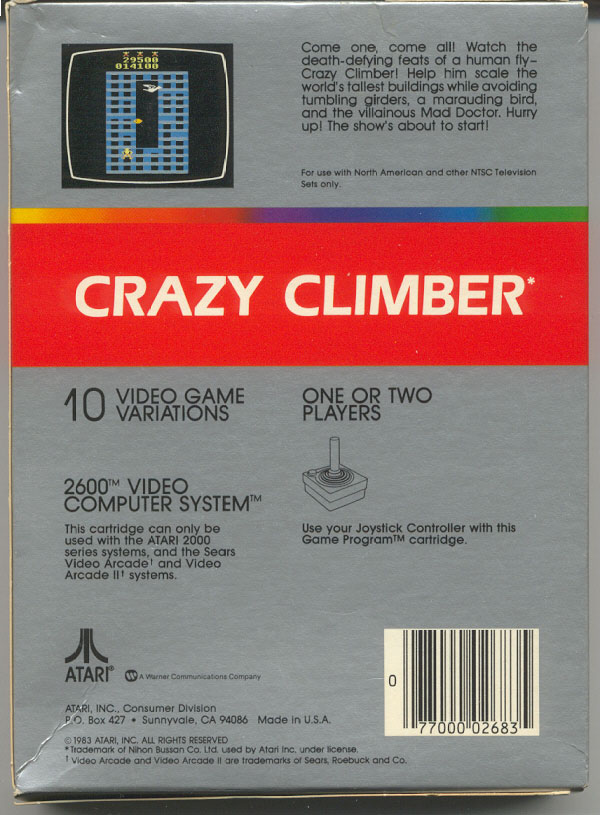 29500
014100
Come one, come all! Watch the
death-defying feats of a human fly–
Crazy Climber! Help him scale the
world's tallest buildings while avoiding
tumbling girders, a marauding bird,
and the villainous Mad Doctor. Hurry
up! The show's about to start!
For use with North American and other NTSC Television
Sets only.
CRAZY CLIMBER*
10 VIDEO GAME
VARIATIONS
ONE OR TWO
PLAYERS
2600™ VIDEO
COMPUTER SYSTEM™
This cartridge can only be
used with the ATARI 2000
series systems, and the Sears
Video Arcade† and Video
Arcade II† systems.
Use your Joystick Controller with this
Game Program™ cartridge.
ATARI®
A Warner Communications Company
ATARI, INC., Consumer Division
P.O. Box 427 • Sunnyvale, CA 94086 Made in U.S.A.
© 1983 ATARI, INC. ALL RIGHTS RESERVED
* Trademark of Nihon Bussan Co. Ltd. used by Atari Inc. under license.
† Video Arcade and Video Arcade II are trademarks of Sears, Roebuck and Co.
0 77000 02683